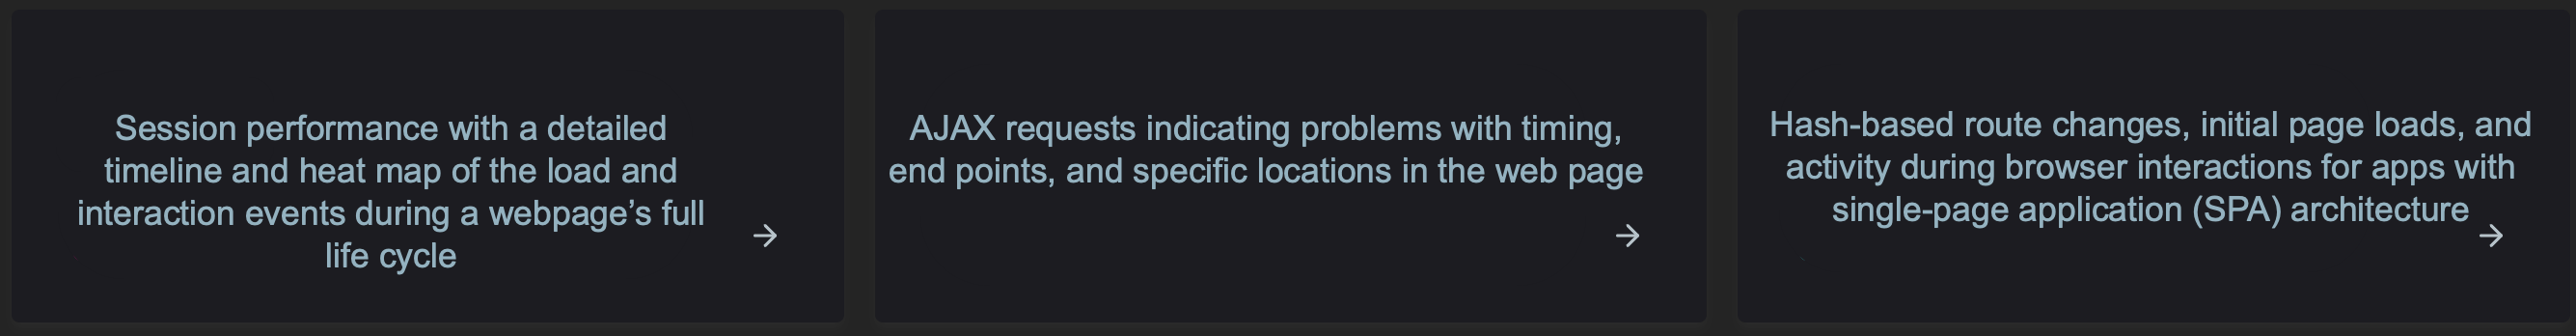 Session performance with a detailed
timeline and heat map of the load and
interaction events during a webpage’s full
life cycle
AJAX requests indicating problems with timing,
end points, and specific locations in the web page
Hash-based route changes, initial page loads, and
activity during browser interactions for apps with
single-page application (SPA) architecture